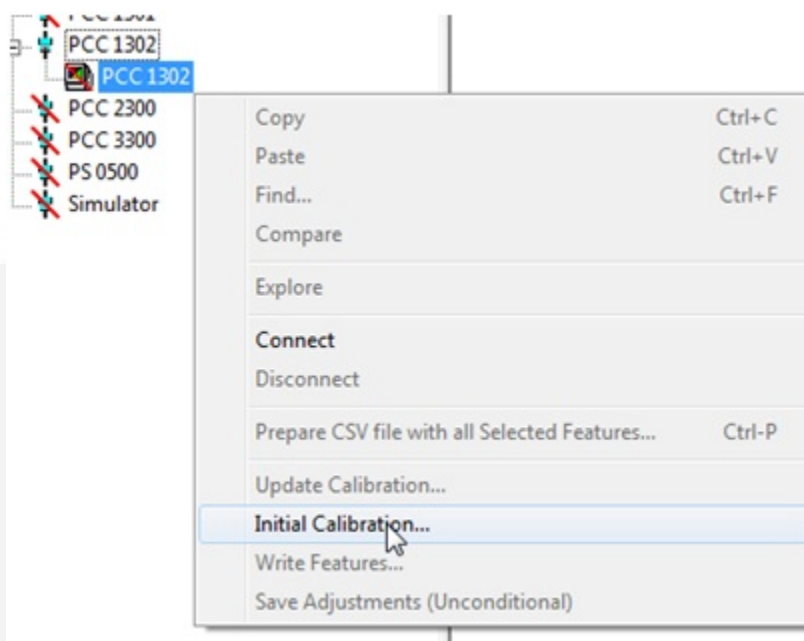 PCC 1301
PCC 1302
PCC 1302
PCC 2300
PCC 3300
PS 0500
Simulator
Copy Ctrl+C
Paste Ctrl+V
Find... Ctrl+F
Compare
Explore
Connect
Disconnect
Prepare CSV file with all Selected Features... Ctrl-P
Update Calibration...
Initial Calibration...
Write Features...
Save Adjustments (Unconditional)